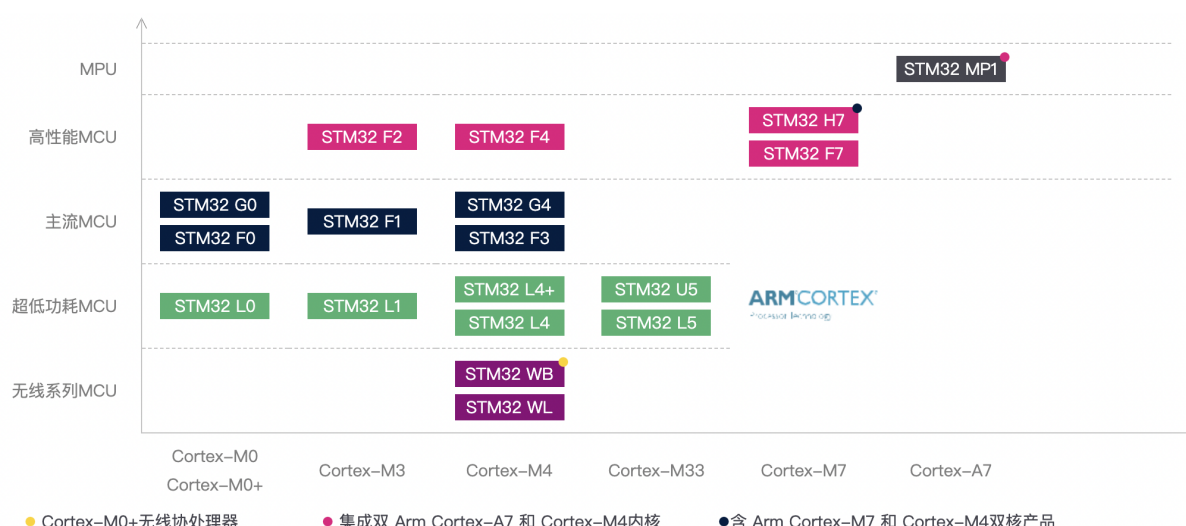 MPU
STM32 MP1
高性能MCU
STM32 F2
STM32 F4
STM32 H7
STM32 F7
主流MCU
STM32 G0
STM32 F0
STM32 F1
STM32 G4
STM32 F3
超低功耗MCU
STM32 L0
STM32 L1
STM32 L4+
STM32 L4
STM32 U5
STM32 L5
ARM CORTEX
Processor Technology
无线系列MCU
STM32 WB
STM32 WL
Cortex-M0
Cortex-M0+
Cortex-M3
Cortex-M4
Cortex-M33
Cortex-M7
Cortex-A7
Cortex-M0+无线协处理器
集成双 Arm Cortex-A7 和 Cortex-M4内核
含 Arm Cortex-M7 和 Cortex-M4双核产品